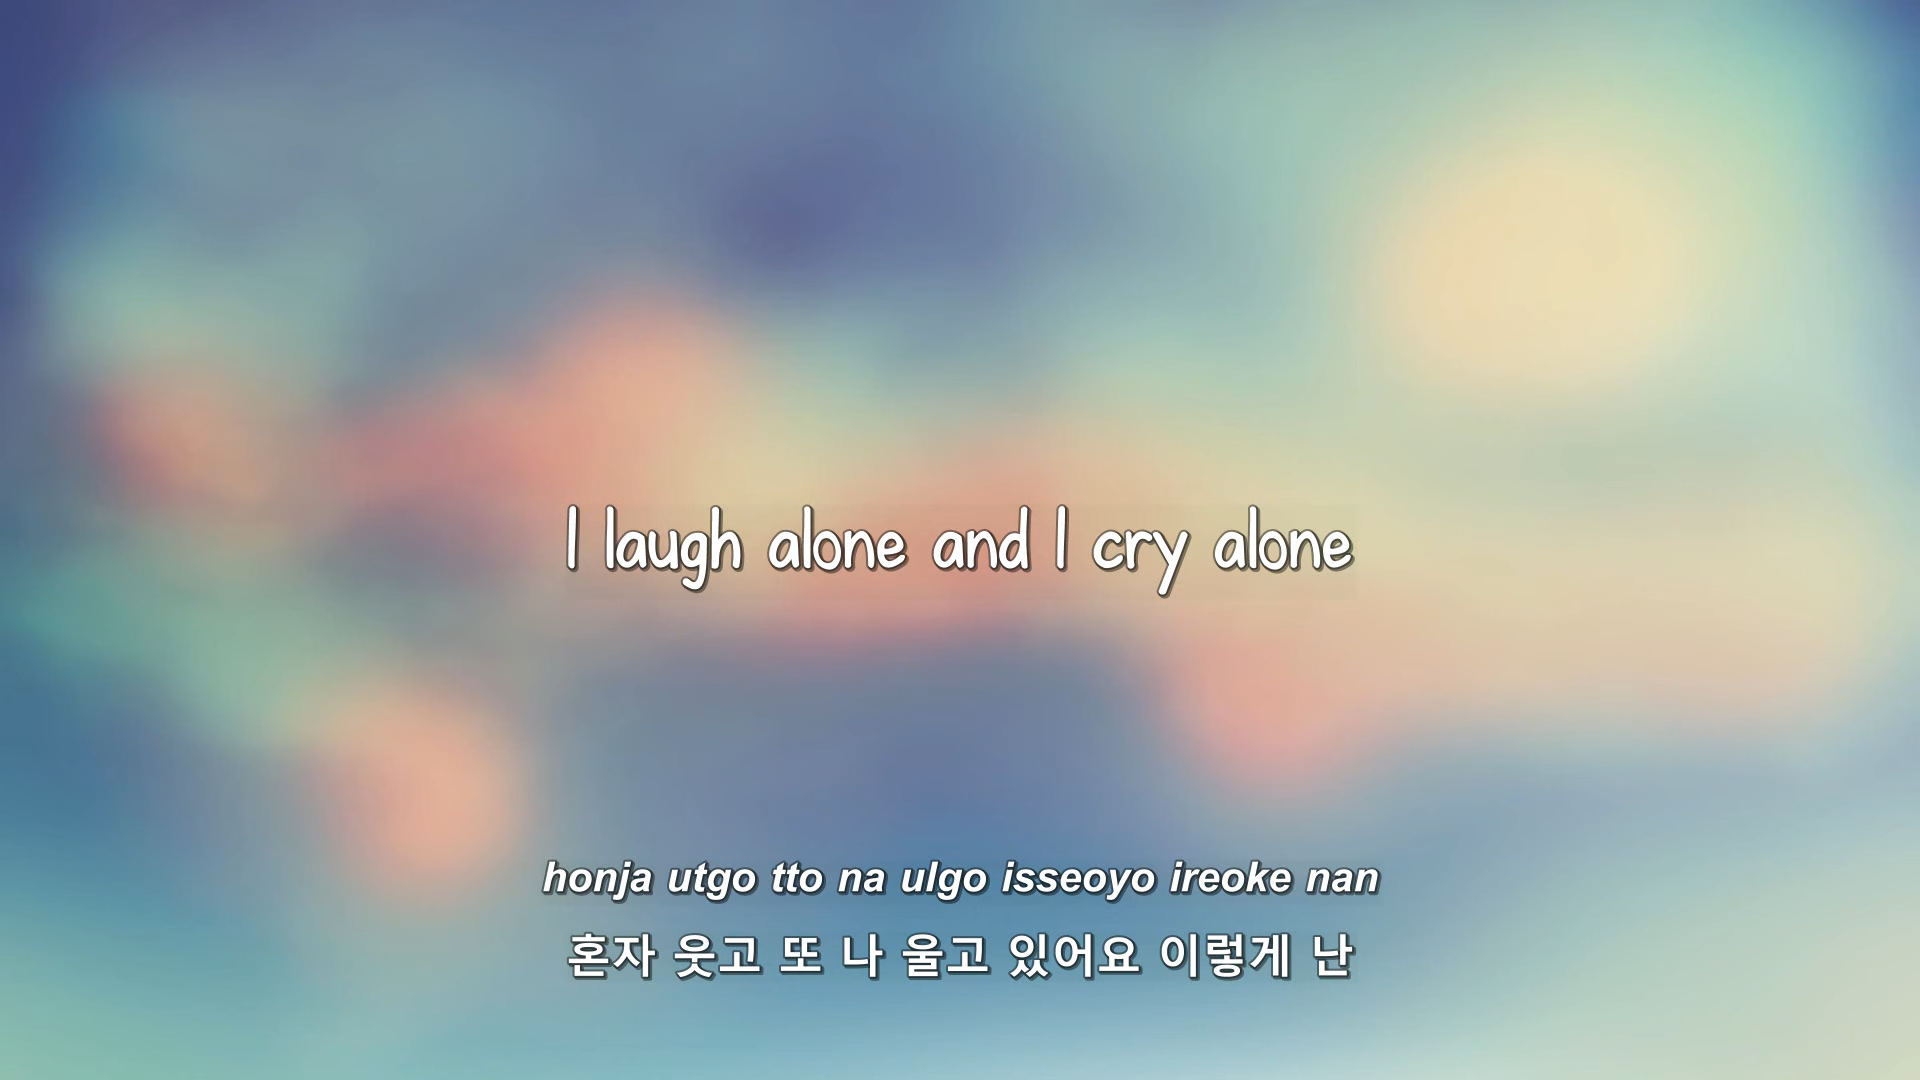 I laugh alone and I cry alone
honja utgo tto na ulgo isseoyo ireoke nan
혼자 웃고 또 나 울고 있어요 이렇게 난